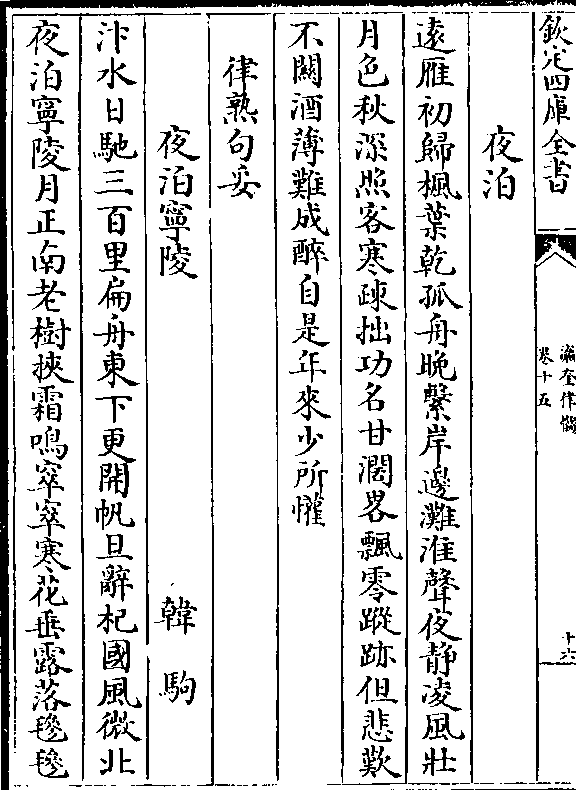 欽定四庫全書
瀛奎律髓
卷十五
十六
夜泊
遠雁初歸楓葉乾孤舟晚繫岸邊灘淮聲夜静凌風壯
月色秋深照客寒疎拙功名甘濶畧飄零蹤跡但悲歎
不關酒薄難成醉自是年來少所懽
律熟句妥
夜泊寧陵 韓駒
汴水日馳三百里扁舟東下更開帆旦辭杞國風微北
夜泊寧陵月正南老樹挾霜鳴窣窣寒花垂露落毿毿